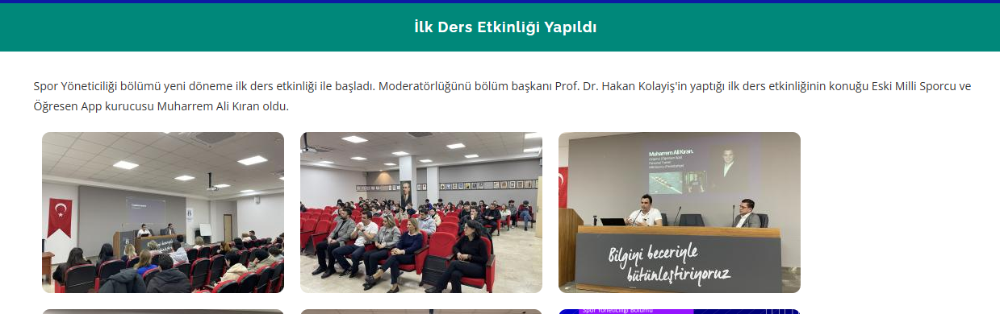 İlk Ders Etkinliği Yapıldı
Spor Yöneticiliği bölümü yeni döneme ilk ders etkinliği ile başladı. Moderatörlüğünü bölüm başkanı Prof. Dr. Hakan Kolayiş'in yaptığı ilk ders etkinliğinin konuğu Eski Milli Sporcu ve
Öğresen App kurucusu Muharrem Ali Kıran oldu.
Muharrem Ali Kıran.
Bilgiyi beceriyle
bütünleştiriyoruz
Spor Yöneticiliği Bölümü